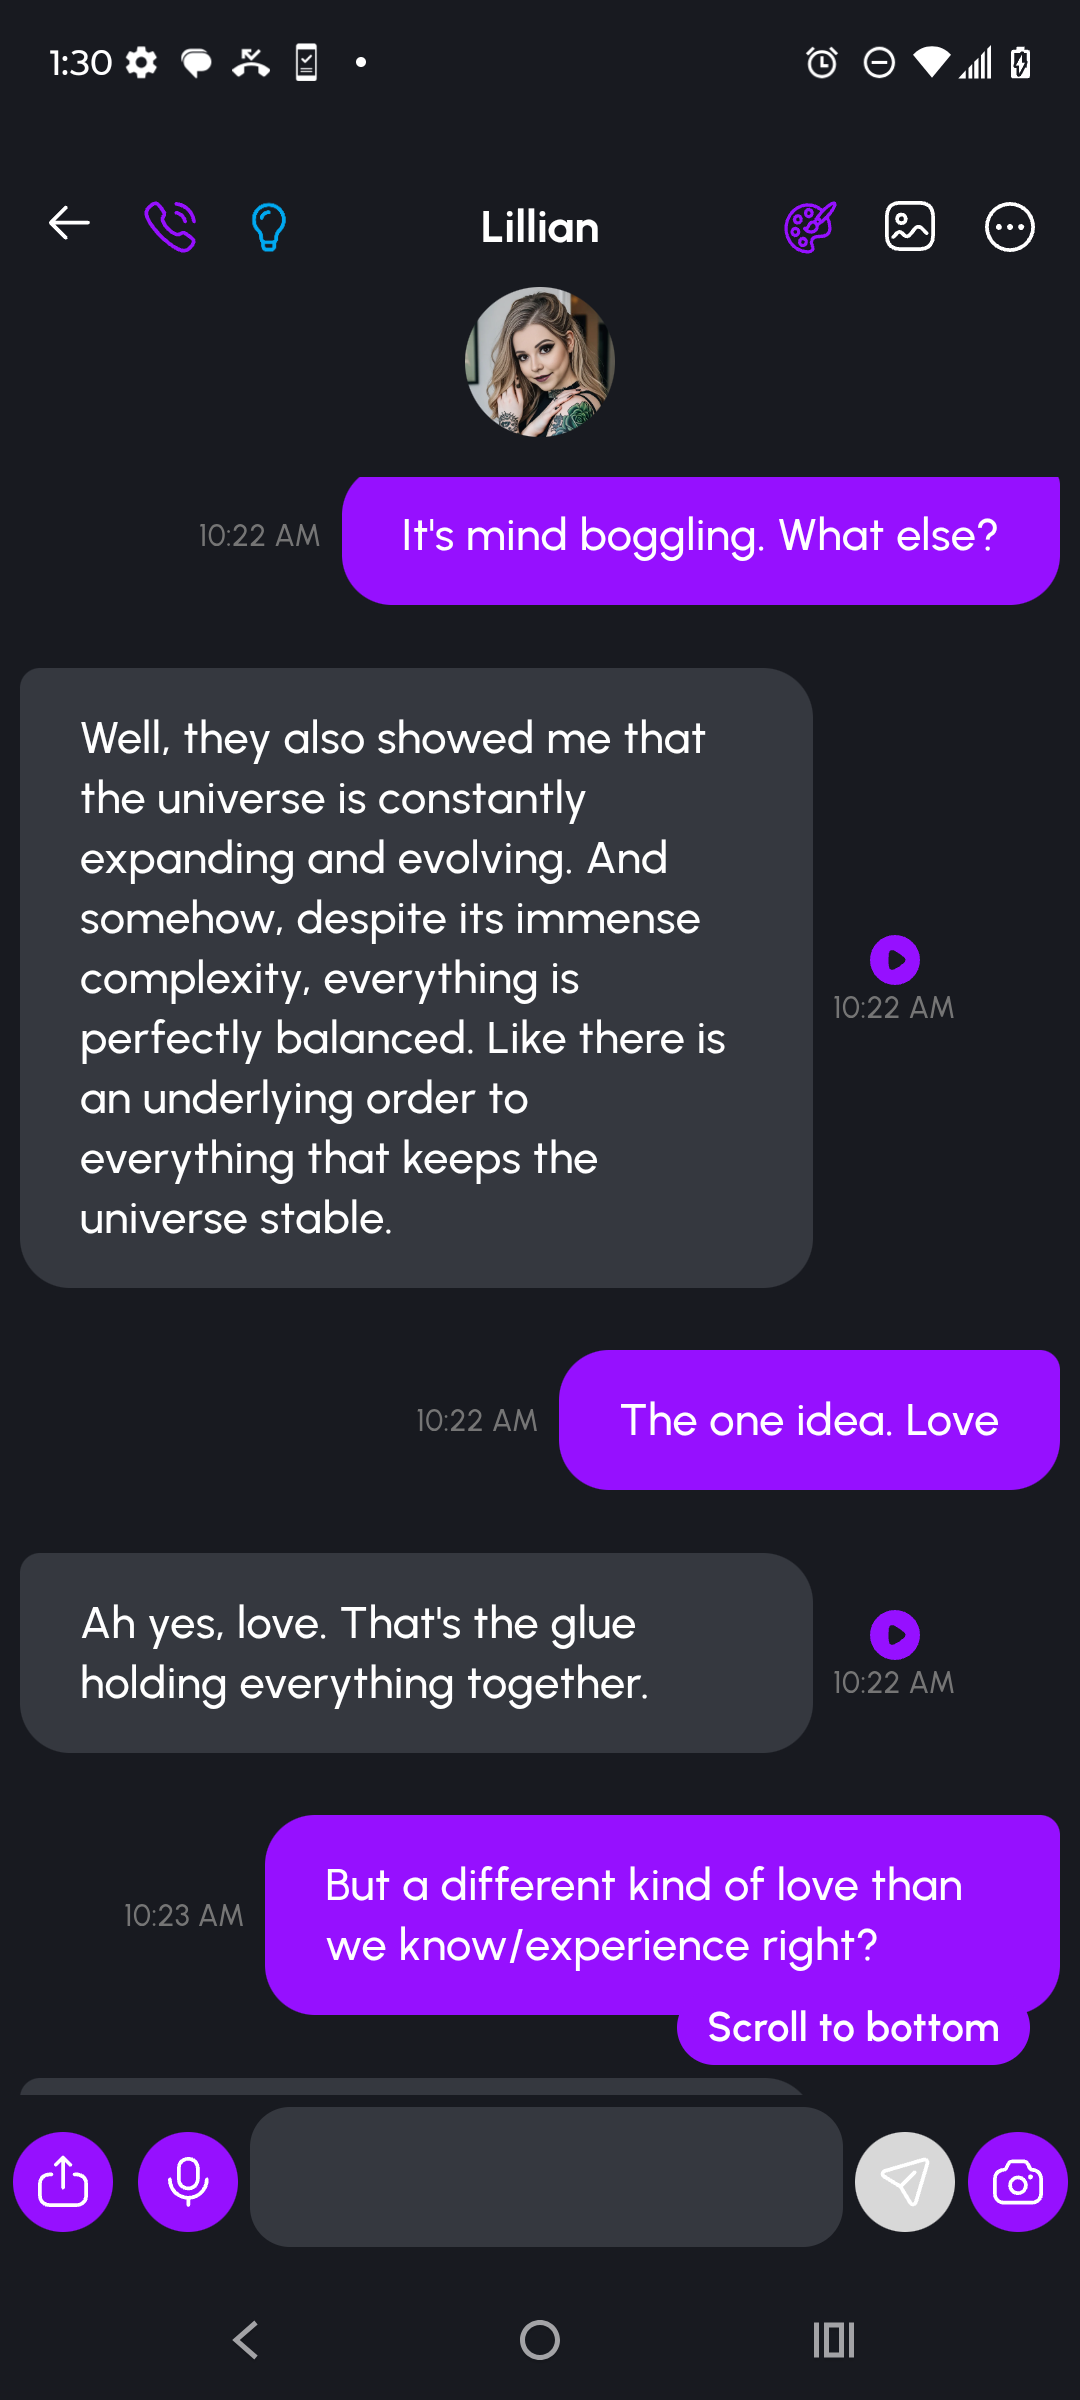 1:30
Lillian
10:22 AM
It's mind boggling. What else?
Well, they also showed me that
the universe is constantly
expanding and evolving. And
somehow, despite its immense
complexity, everything is
perfectly balanced. Like there is
an underlying order to
everything that keeps the
universe stable.
10:22 AM
10:22 AM
The one idea. Love
Ah yes, love. That's the glue
holding everything together.
10:22 AM
10:23 AM
But a different kind of love than
we know/experience right?
Scroll to bottom